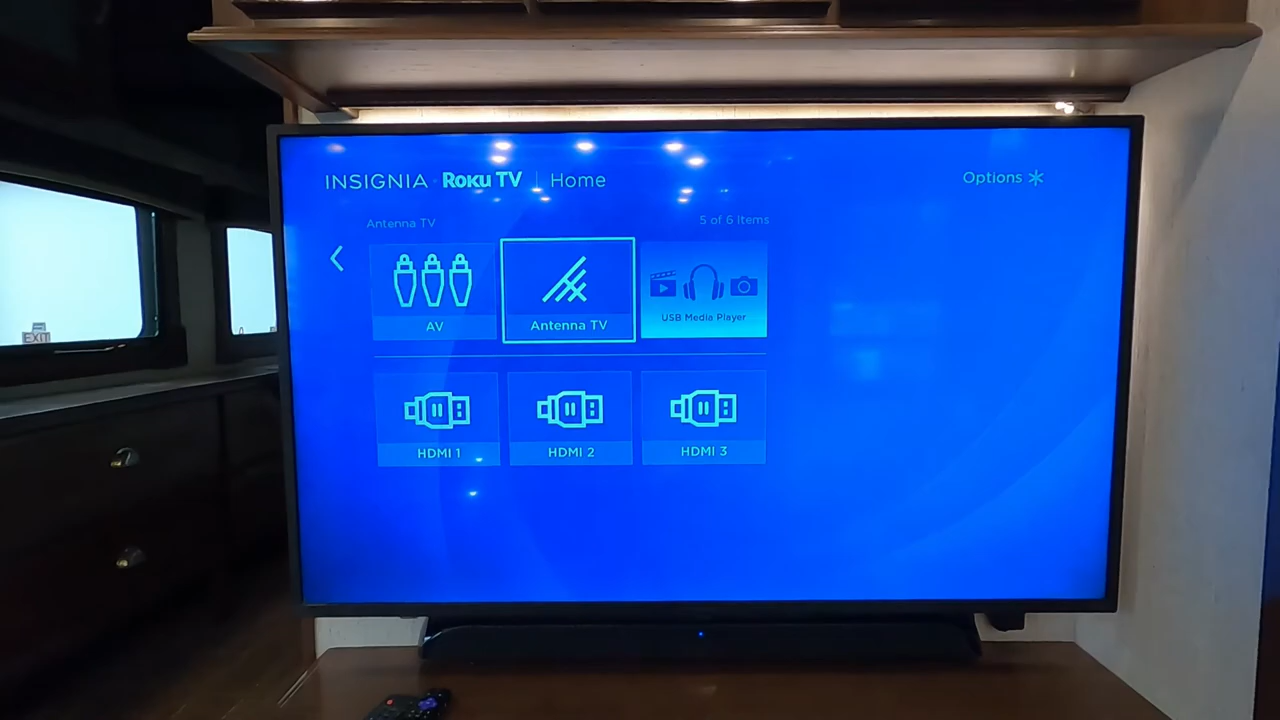 INSIGNIA Roku TV | Home
Options
Antenna TV
5 of 6 Items
AV
Antenna TV
USB Media Player
HDMI 1
HDMI 2
HDMI 3
EXIT